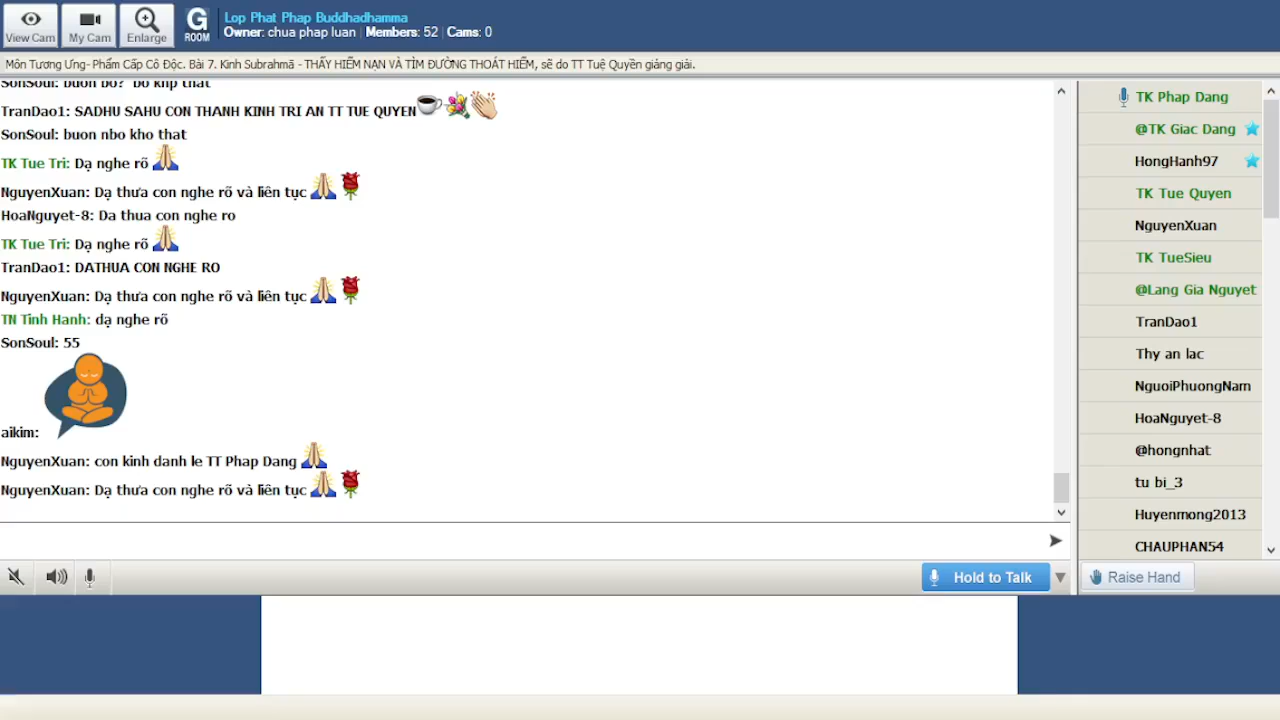 View Cam
My Cam
Enlarge
G
ROOM
Lop Phat Phap Buddhadhamma
Owner: chua phap luan | Members: 52 | Cams: 0
Môn Tương Ưng- Phẩm Cấp Cô Độc. Bài 7. Kinh Subrahmā - THẤY HIỂM NẠN VÀ TÌM ĐƯỜNG THOÁT HIỂM, sẽ do TT Tuệ Quyền giảng giải.
SonSoul: buon bo? bo khp that
TranDao1: SADHU SAHU CON THANH KINH TRI AN TT TUE QUYEN
SonSoul: buon nbo kho that
TK Tue Tri: Dạ nghe rõ
NguyenXuan: Dạ thưa con nghe rõ và liên tục
HoaNguyet-8: Da thua con nghe ro
TK Tue Tri: Dạ nghe rõ
TranDao1: DATHUA CON NGHE RO
NguyenXuan: Dạ thưa con nghe rõ và liên tục
TN Tinh Hanh: dạ nghe rõ
SonSoul: 55
aikim:
NguyenXuan: con kinh danh le TT Phap Dang
NguyenXuan: Dạ thưa con nghe rõ và liên tục
TK Phap Dang
@TK Giac Dang
HongHanh97
TK Tue Quyen
NguyenXuan
TK TueSieu
@Lang Gia Nguyet
TranDao1
Thy an lac
NguoiPhuongNam
HoaNguyet-8
@hongnhat
tu bi_3
Huyenmong2013
CHAUPHAN54
Hold to Talk
Raise Hand